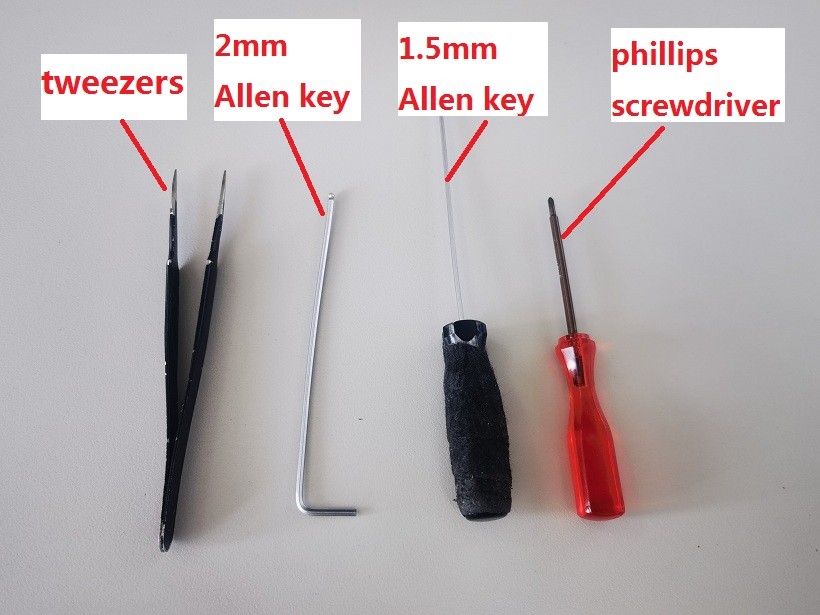 tweezers
2mm
Allen key
1.5mm
Allen key
phillips
screwdriver